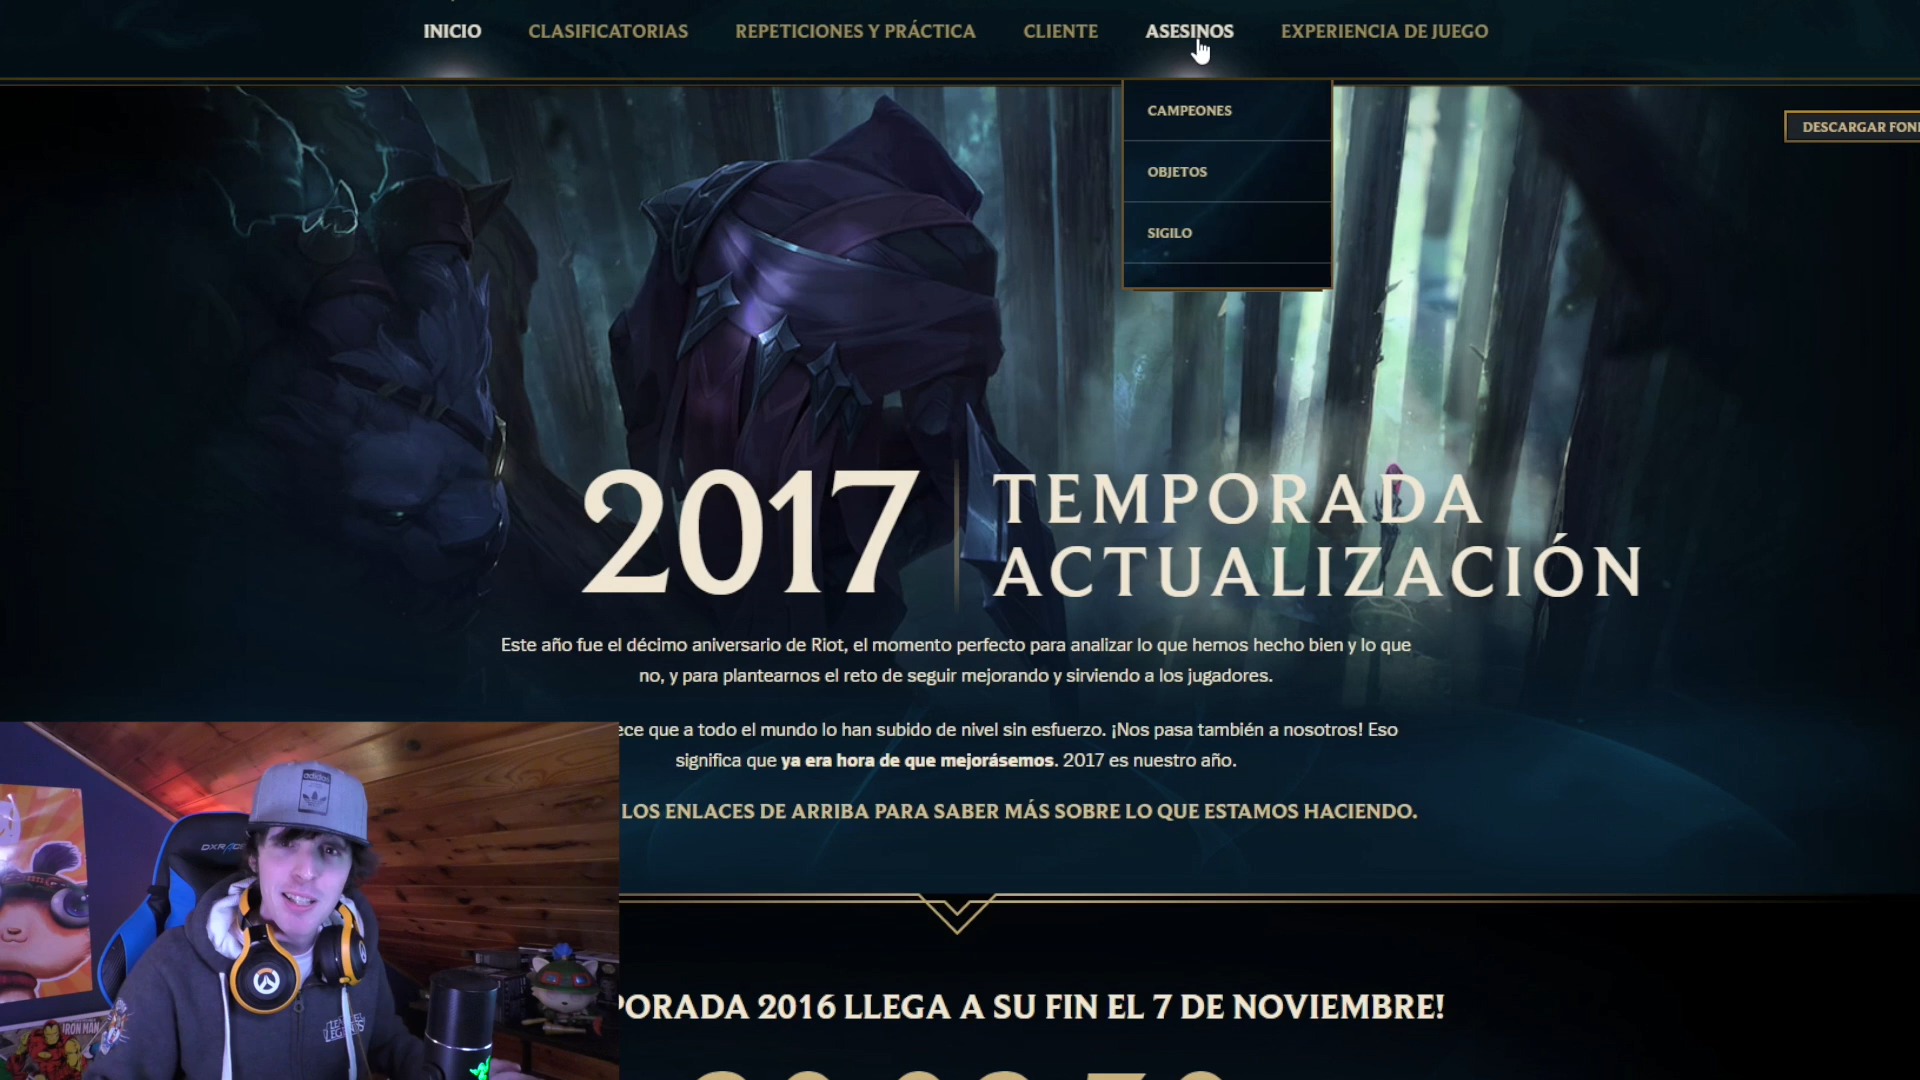 INICIO
CLASIFICATORIAS
REPETICIONES Y PRÁCTICA
CLIENTE
ASESINOS
EXPERIENCIA DE JUEGO
CAMPEONES
OBJETOS
SIGILO
DESCARGAR
2017
TEMPORADA
ACTUALIZACIÓN
Este año fue el décimo aniversario de Riot, el momento perfecto para analizar lo que hemos hecho bien y lo que
no, y para plantearnos el reto de seguir mejorando y sirviendo a los jugadores.
que a todo el mundo lo han subido de nivel sin esfuerzo. ¡Nos pasa también a nosotros! Eso
significa que ya era hora de que mejorásemos. 2017 es nuestro año.
LOS ENLACES DE ARRIBA PARA SABER MÁS SOBRE LO QUE ESTAMOS HACIENDO.
2016 LLEGA A SU FIN EL 7 DE NOVIEMBRE!
adidas
IRON MAN